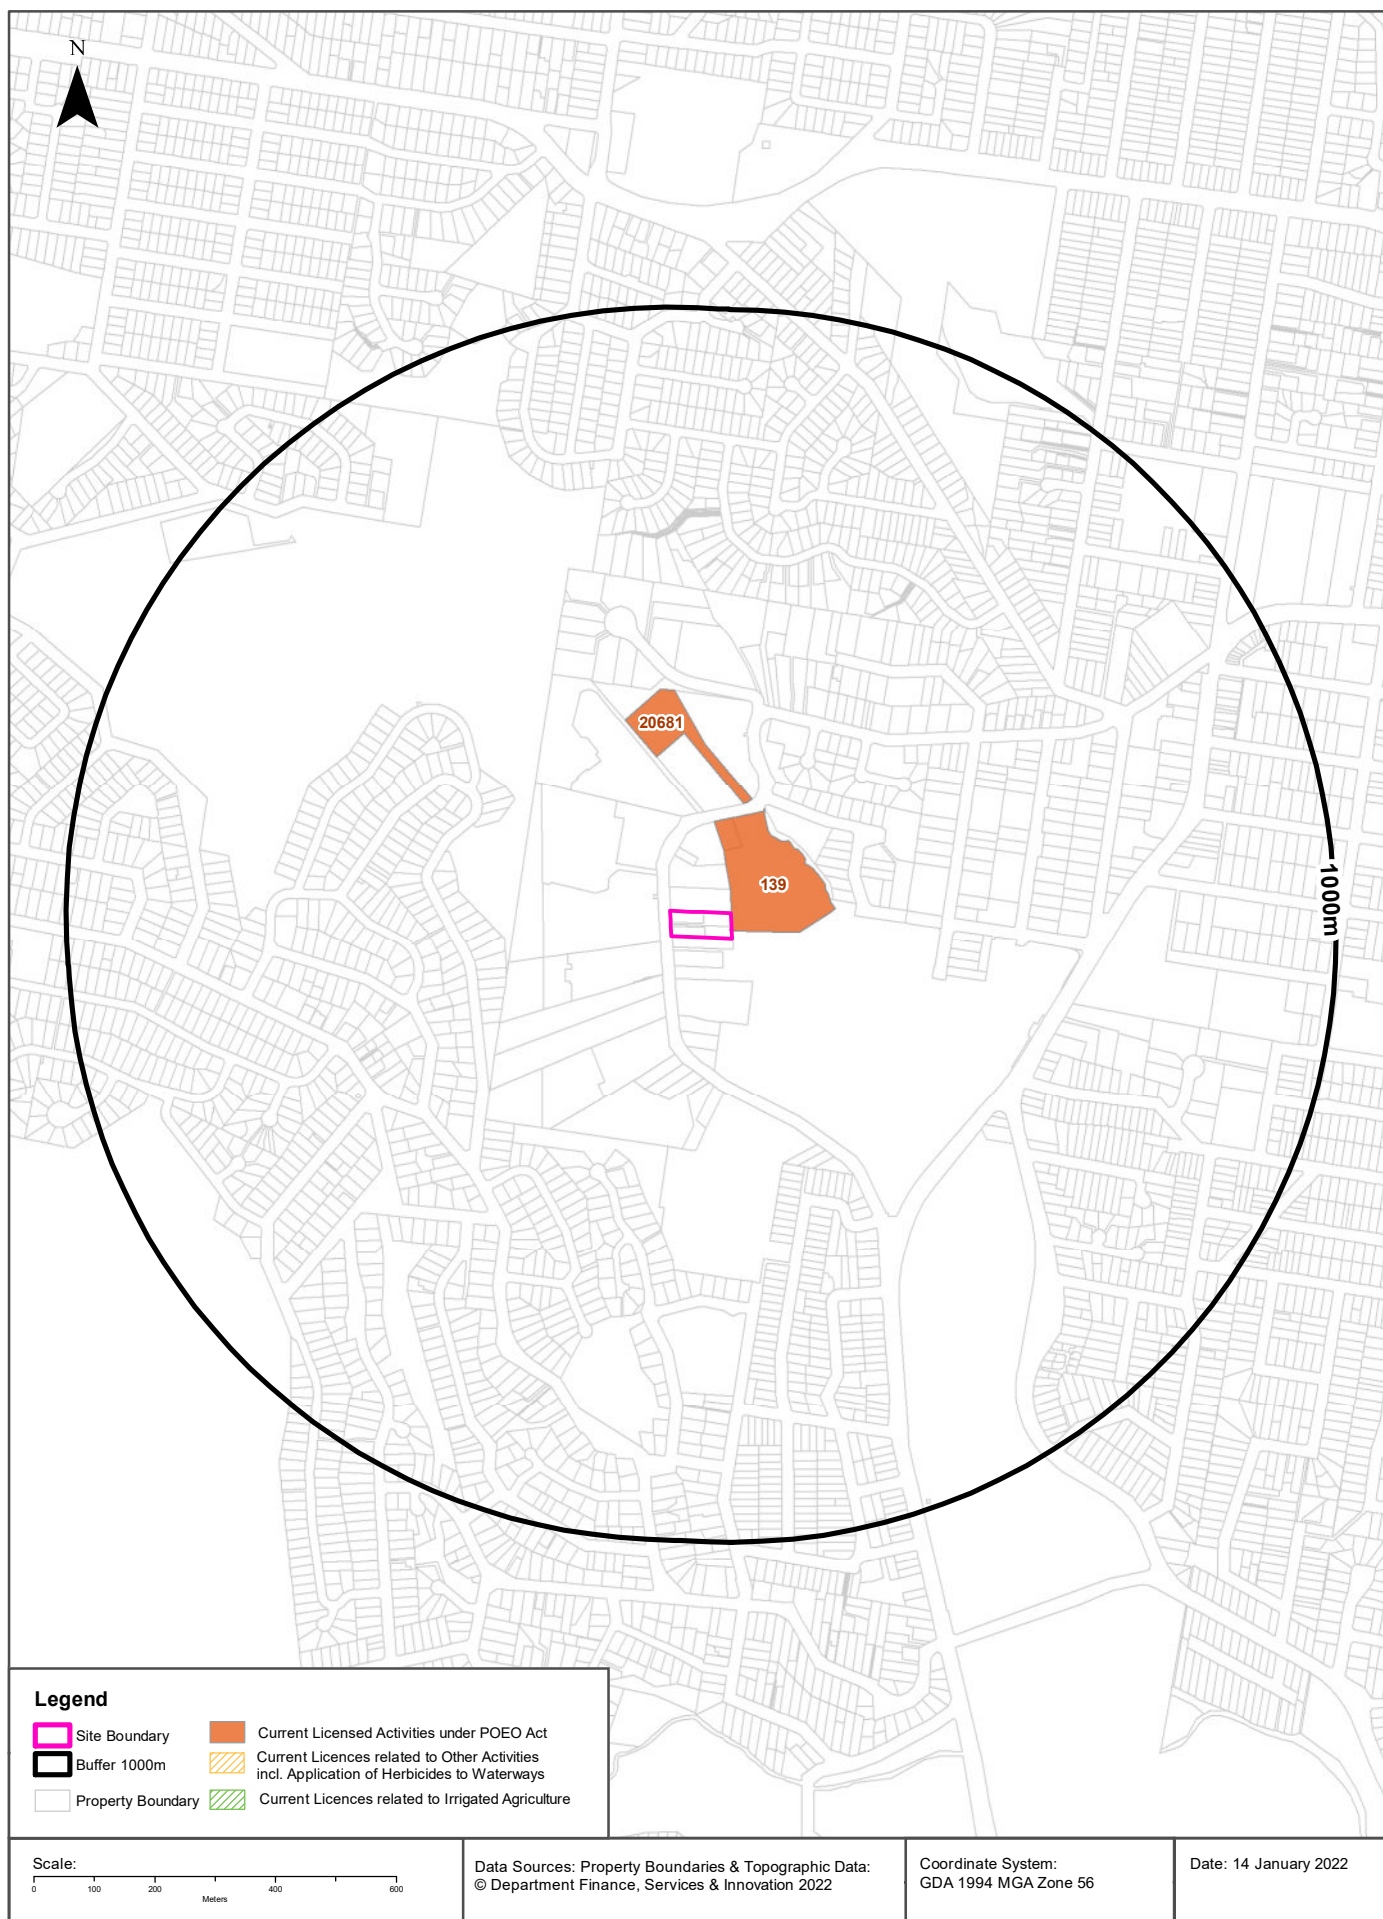 N
20681
139
1000m
Legend
Site Boundary
Buffer 1000m
Property Boundary
Current Licensed Activities under POEO Act
Current Licences related to Other Activities
incl. Application of Herbicides to Waterways
Current Licences related to Irrigated Agriculture
Scale:
0 100 200 400 600
Meters
Data Sources: Property Boundaries & Topographic Data:
© Department Finance, Services & Innovation 2022
Coordinate System:
GDA 1994 MGA Zone 56
Date: 14 January 2022